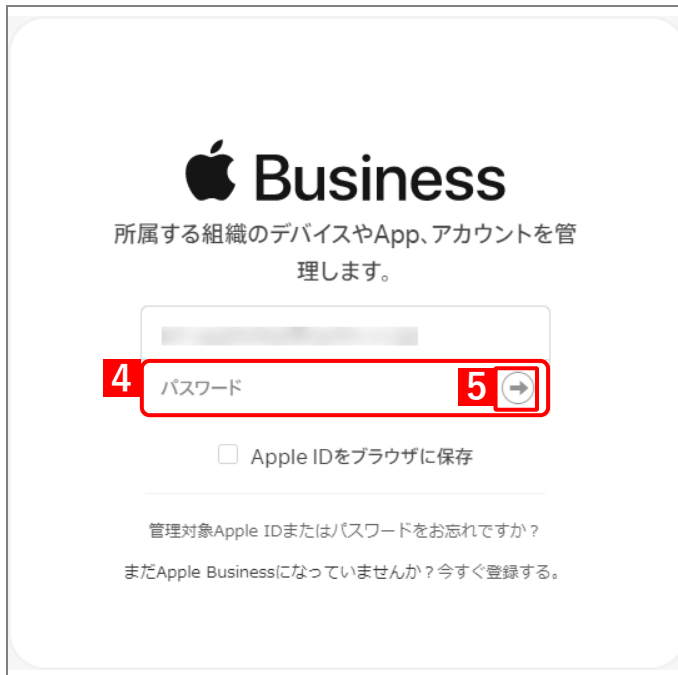 Business
所属する組織のデバイスやApp、アカウントを管
理します。
4
パスワード
5
Apple IDをブラウザに保存
管理対象Apple IDまたはパスワードをお忘れですか？
まだApple Businessになっていませんか？今すぐ登録する。